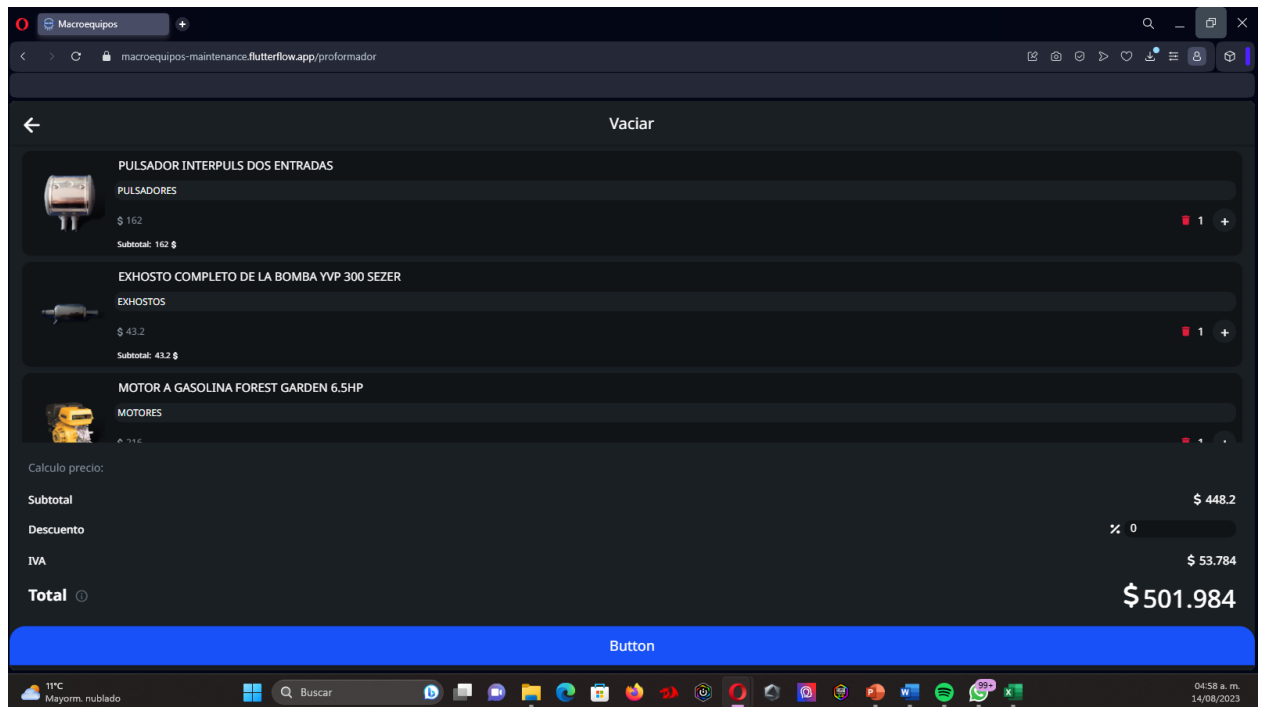 Macroequipos
macroequipos-maintenance.flutterflow.app/proformador
Vaciar
PULSADOR INTERPULS DOS ENTRADAS
PULSADORES
$ 162
1 +
Subtotal: 162 $
EXHOSTO COMPLETO DE LA BOMBA YVP 300 SEZER
EXHOSTOS
$ 43.2
1 +
Subtotal: 43.2 $
MOTOR A GASOLINA FOREST GARDEN 6.5HP
MOTORES
$ 216
1
Calculo precio:
Subtotal $ 448.2
Descuento % 0
IVA $ 53.784
Total $ 501.984
Button
11°C
Mayorm. nublado
Buscar
99+
04:58 a. m.
14/08/2023